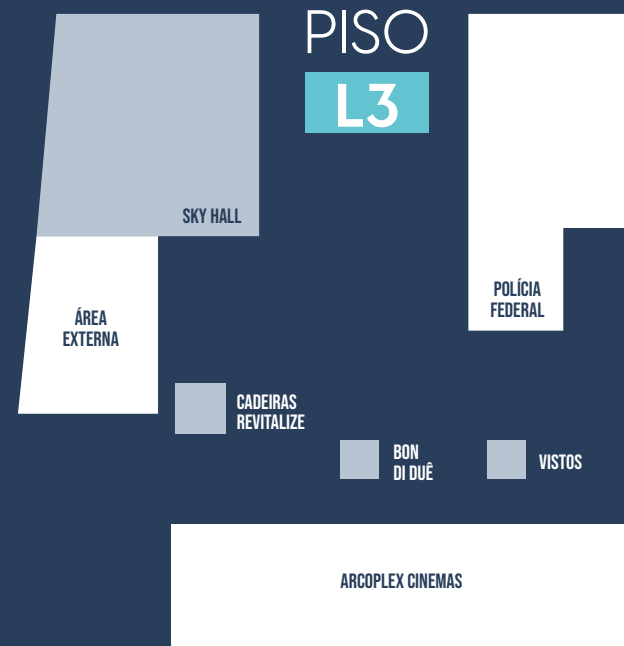 PISO
L3
SKY HALL
POLÍCIA
FEDERAL
ÁREA
EXTERNA
CADEIRAS
REVITALIZE
BON
DI DUÊ
VISTOS
ARCOPLEX CINEMAS